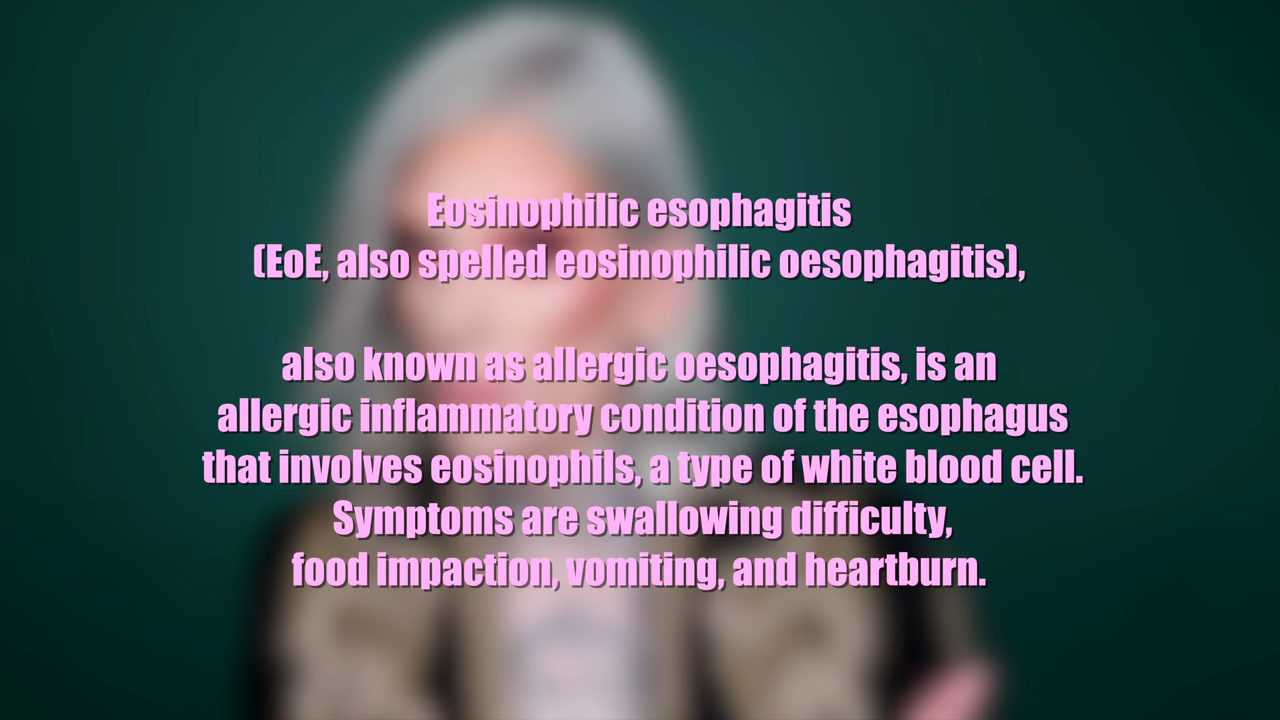 Eosinophilic esophagitis
(EoE, also spelled eosinophilic oesophagitis),
also known as allergic oesophagitis, is an
allergic inflammatory condition of the esophagus
that involves eosinophils, a type of white blood cell.
Symptoms are swallowing difficulty,
food impaction, vomiting, and heartburn.